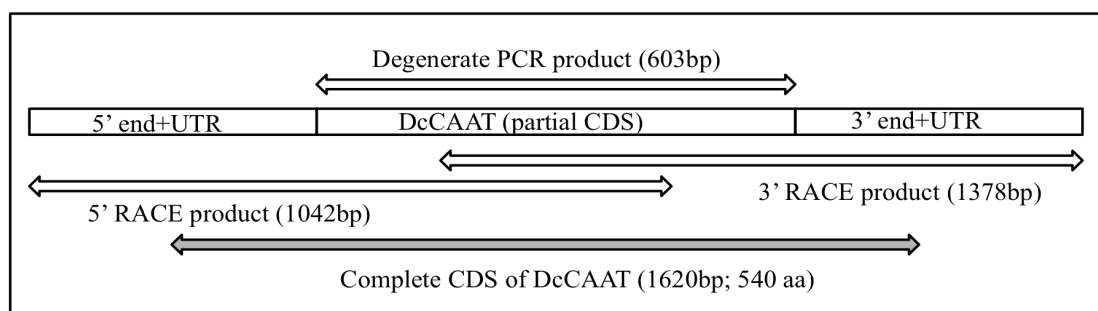 Degenerate PCR product (603bp)
5’ end+UTR DcCAAT (partial CDS) 3’ end+UTR
3’ RACE product (1378bp)
5’ RACE product (1042bp)
Complete CDS of DcCAAT (1620bp; 540 aa)